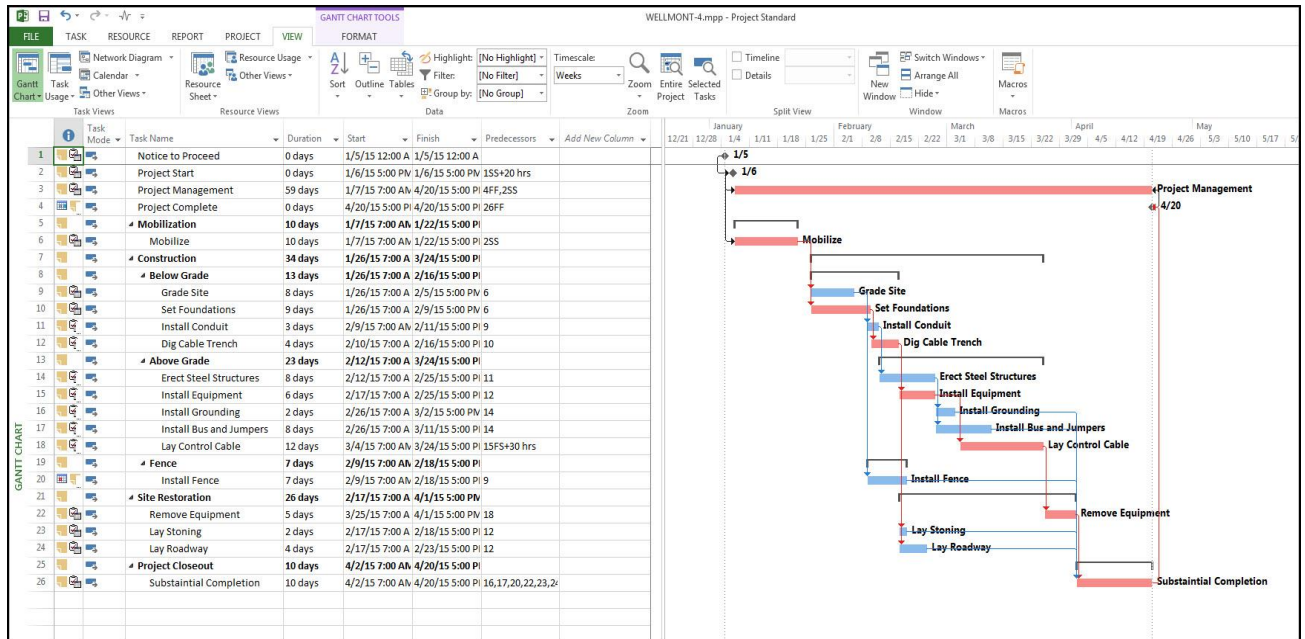 GANTT CHART TOOLS WELLMONT-4.mpp - Project Standard
FILE TASK RESOURCE REPORT PROJECT VIEW FORMAT
Network Diagram Resource Usage Highlight: [No Highlight] Timescale: Timeline Switch Windows
Calendar Other Views Filter: [No Filter] Weeks Details Arrange All
Gantt Chart Task Usage Other Views Resource Sheet Sort Outline Tables Group by: [No Group] Zoom Entire Project Selected Tasks New Window Hide Macros
Task Views Resource Views Data Zoom Split View Window Macros
Task Mode Task Name Duration Start Finish Predecessors Add New Column
January February March April May
12/21 12/28 1/4 1/11 1/18 1/25 2/1 2/8 2/15 2/22 3/1 3/8 3/15 3/22 3/29 4/5 4/12 4/19 4/26 5/3 5/10 5/17 5/
1 Notice to Proceed 0 days 1/5/15 12:00 A 1/5/15 12:00 A 1/5
2 Project Start 0 days 1/6/15 5:00 PM 1/6/15 5:00 PM 1SS+20 hrs 1/6
3 Project Management 59 days 1/7/15 7:00 AM 4/20/15 5:00 PI 4FF,2SS Project Management
4 Project Complete 0 days 4/20/15 5:00 PI 4/20/15 5:00 PI 26FF 4/20
5 Mobilization 10 days 1/7/15 7:00 AM 1/22/15 5:00 PI
6 Mobilize 10 days 1/7/15 7:00 AM 1/22/15 5:00 PI 2SS Mobilize
7 Construction 34 days 1/26/15 7:00 A 3/24/15 5:00 PI
8 Below Grade 13 days 1/26/15 7:00 A 2/16/15 5:00 PI
9 Grade Site 8 days 1/26/15 7:00 A 2/5/15 5:00 PM 6 Grade Site
10 Set Foundations 9 days 1/26/15 7:00 A 2/9/15 5:00 PM 6 Set Foundations
11 Install Conduit 3 days 2/9/15 7:00 AM 2/11/15 5:00 PI 9 Install Conduit
12 Dig Cable Trench 4 days 2/10/15 7:00 A 2/16/15 5:00 PI 10 Dig Cable Trench
13 Above Grade 23 days 2/12/15 7:00 A 3/24/15 5:00 PI
14 Erect Steel Structures 8 days 2/12/15 7:00 A 2/25/15 5:00 PI 11 Erect Steel Structures
15 Install Equipment 6 days 2/17/15 7:00 A 2/25/15 5:00 PI 12 Install Equipment
16 Install Grounding 2 days 2/26/15 7:00 A 3/2/15 5:00 PM 14 Install Grounding
17 Install Bus and Jumpers 8 days 2/26/15 7:00 A 3/11/15 5:00 PI 14 Install Bus and Jumpers
18 Lay Control Cable 12 days 3/4/15 7:00 AM 3/24/15 5:00 PI 15FS+30 hrs Lay Control Cable
19 Fence 7 days 2/9/15 7:00 AM 2/18/15 5:00 PI
20 Install Fence 7 days 2/9/15 7:00 AM 2/18/15 5:00 PI 9 Install Fence
21 Site Restoration 26 days 2/17/15 7:00 A 4/1/15 5:00 PM
22 Remove Equipment 5 days 3/25/15 7:00 A 4/1/15 5:00 PM 18 Remove Equipment
23 Lay Stoning 2 days 2/17/15 7:00 A 2/18/15 5:00 PI 12 Lay Stoning
24 Lay Roadway 4 days 2/17/15 7:00 A 2/23/15 5:00 PI 12 Lay Roadway
25 Project Closeout 10 days 4/2/15 7:00 AM 4/20/15 5:00 PI
26 Substaintial Completion 10 days 4/2/15 7:00 AM 4/20/15 5:00 PI 16,17,20,22,23,24 Substaintial Completion
GANTT CHART